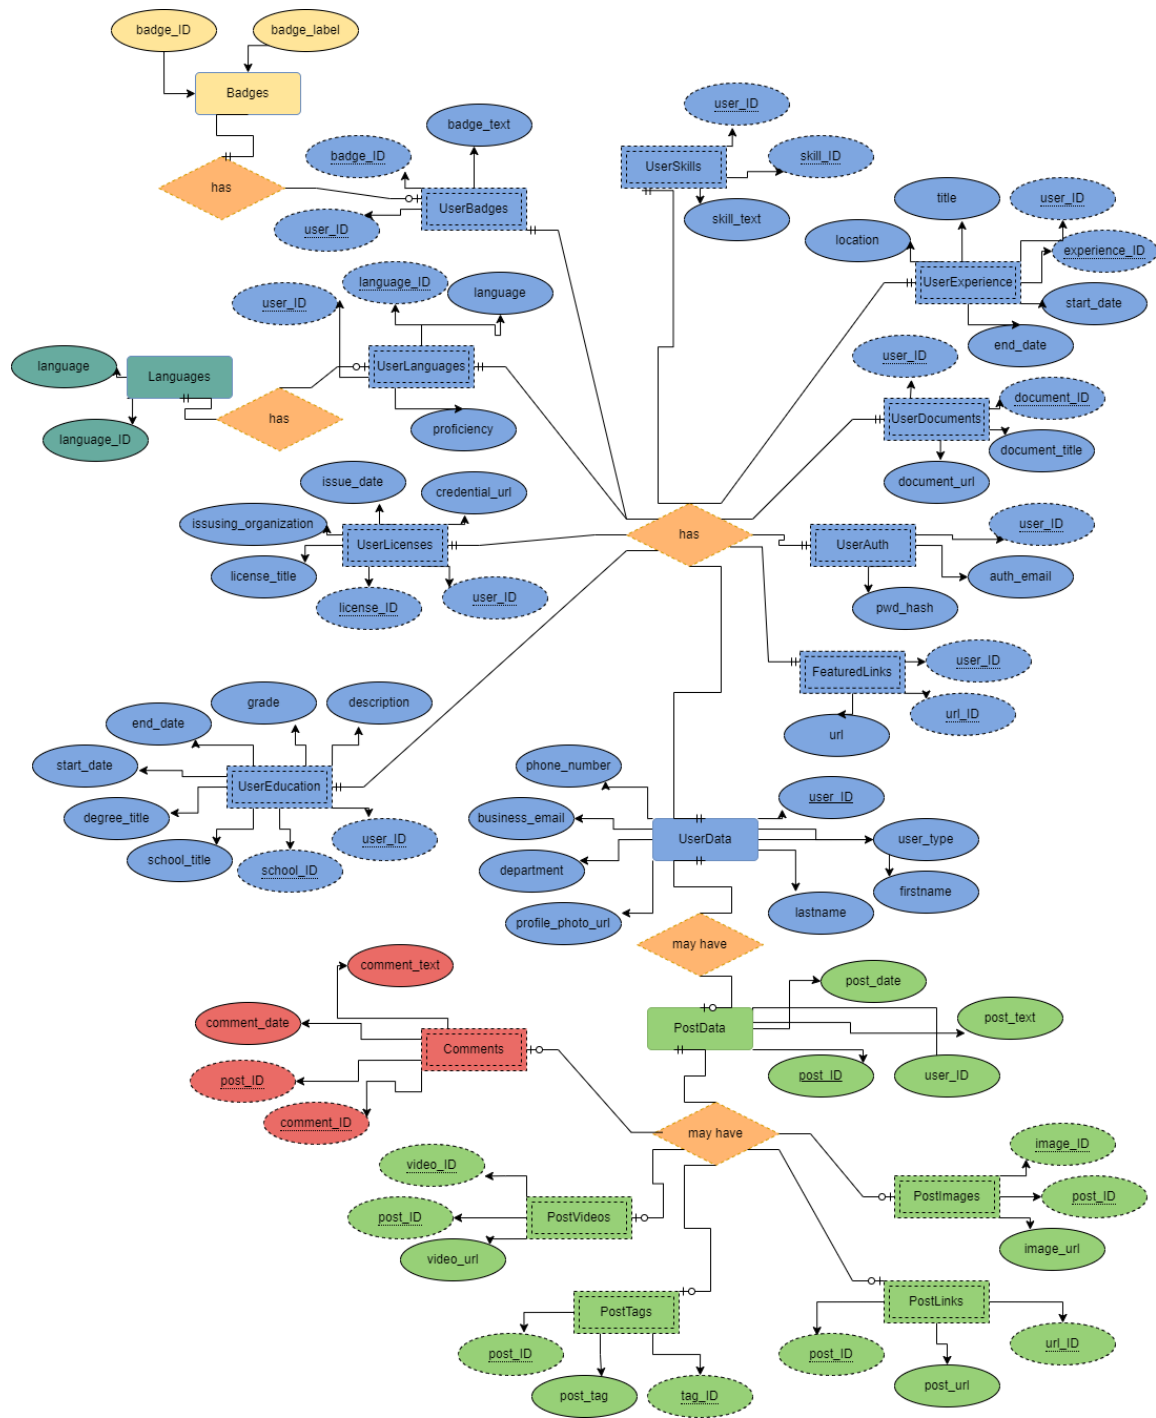 badge_ID
badge_label
Badges
has
badge_text
badge_ID
UserBadges
user_ID
user_ID
UserSkills
skill_ID
skill_text
title
user_ID
location
experience_ID
UserExperience
start_date
end_date
language_ID
language
user_ID
UserLanguages
proficiency
language
Languages
language_ID
has
user_ID
document_ID
UserDocuments
document_title
document_url
issue_date
credential_url
issusing_organization
UserLicenses
license_title
license_ID
user_ID
has
user_ID
UserAuth
auth_email
pwd_hash
user_ID
FeaturedLinks
url_ID
url
grade
description
end_date
start_date
UserEducation
degree_title
user_ID
school_title
school_ID
phone_number
user_ID
business_email
UserData
user_type
department
firstname
profile_photo_url
lastname
may have
comment_text
comment_date
Comments
post_ID
comment_ID
post_date
post_text
PostData
post_ID
user_ID
may have
video_ID
post_ID
PostVideos
video_url
image_ID
PostImages
post_ID
image_url
PostTags
post_ID
post_tag
tag_ID
PostLinks
post_ID
url_ID
post_url